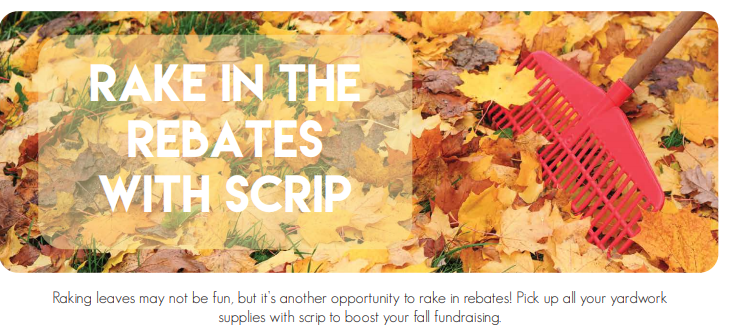 RAKE IN THE
REBATES
WITH SCRIP
Raking leaves may not be fun, but it's another opportunity to rake in rebates! Pick up all your yardwork
supplies with scrip to boost your fall fundraising.